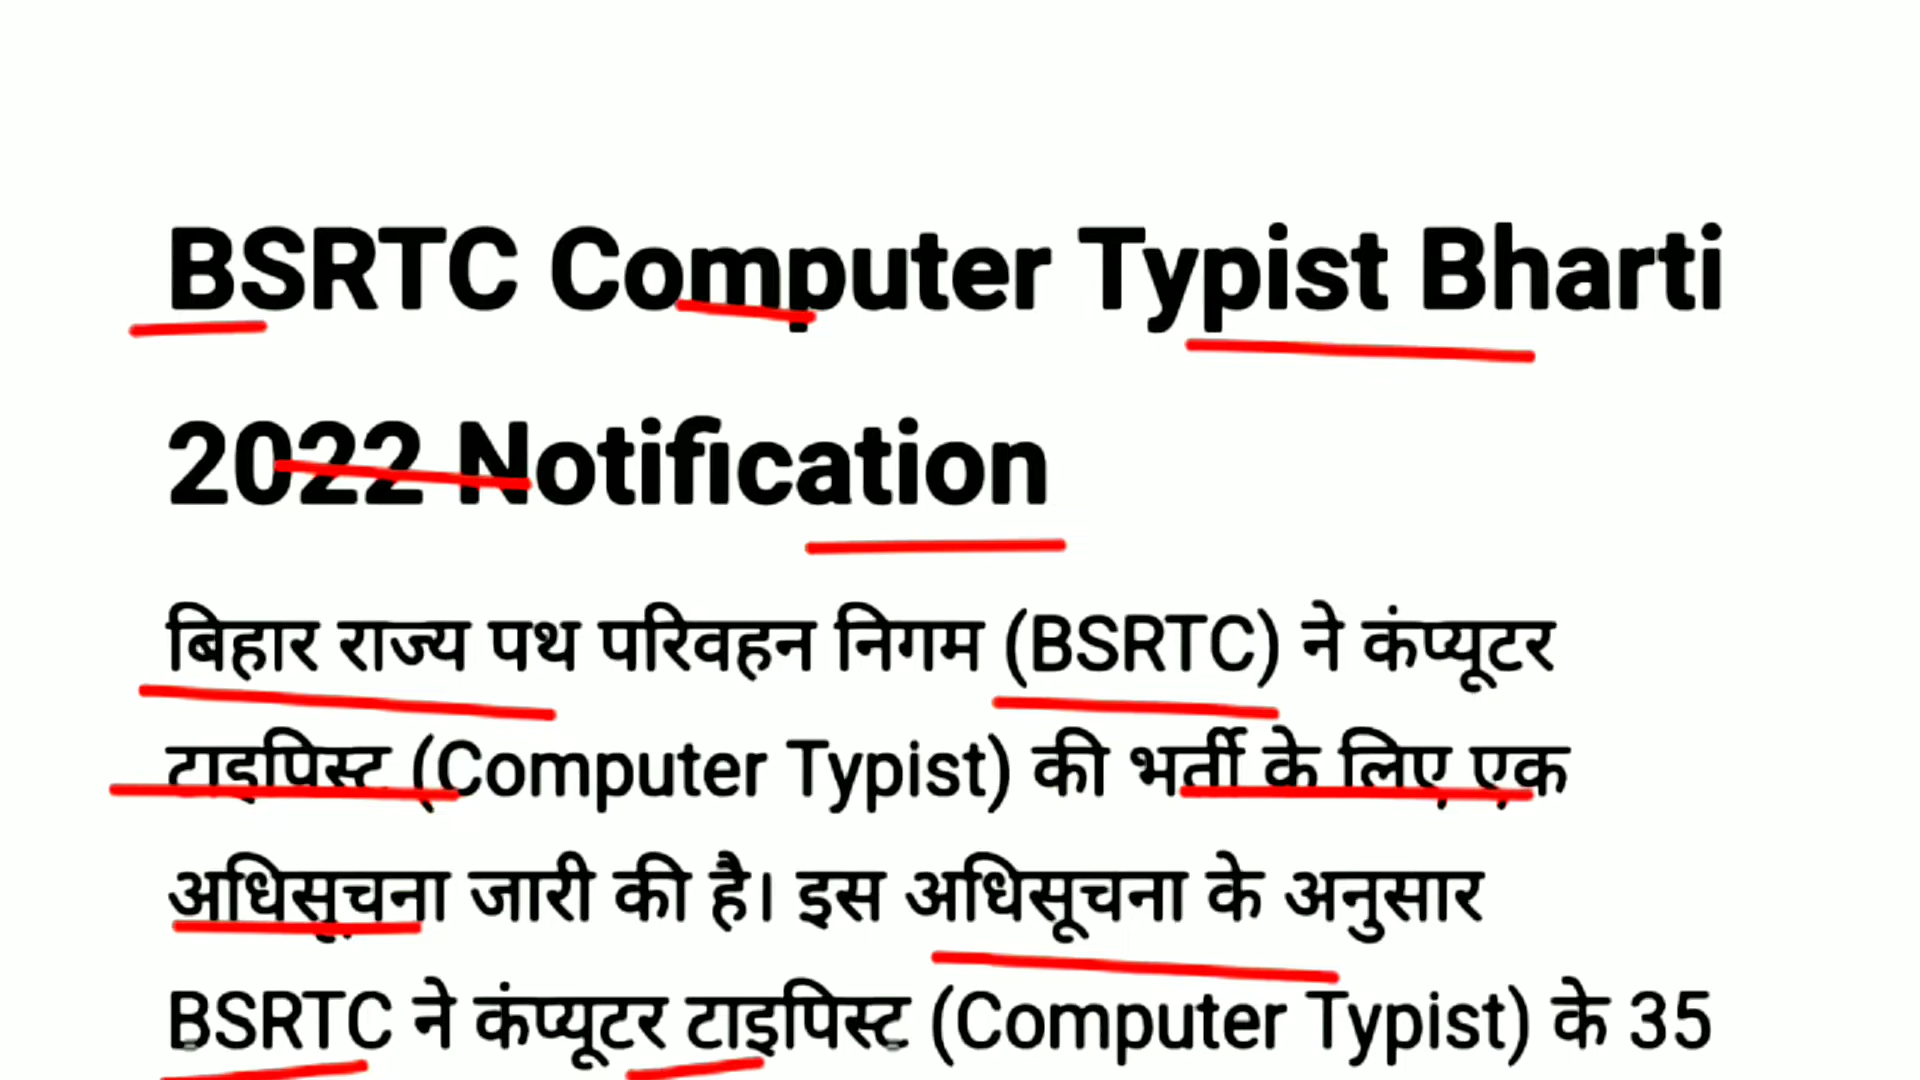 BSRTC Computer Typist Bharti
2022 Notification
बिहार राज्य पथ परिवहन निगम (BSRTC) ने कंप्यूटर
टाइपिस्ट (Computer Typist) की भर्ती के लिए एक
अधिसूचना जारी की है। इस अधिसूचना के अनुसार
BSRTC ने कंप्यूटर टाइपिस्ट (Computer Typist) के 35